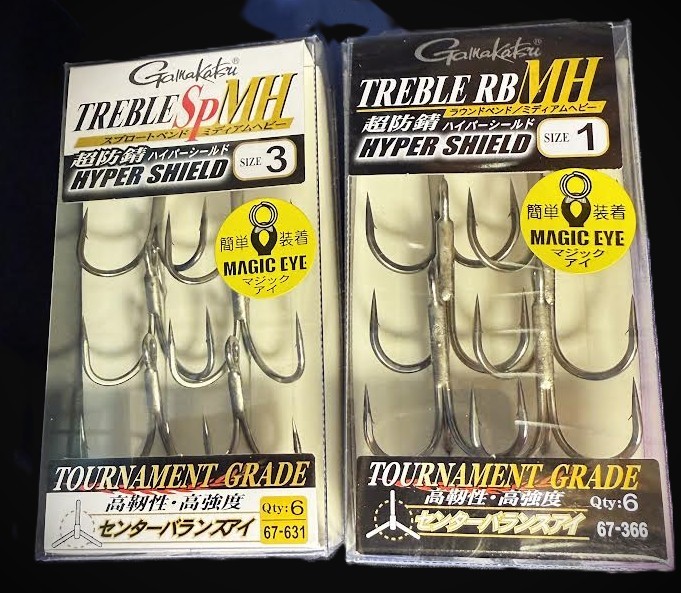 Gamakatsu®
TREBLE Sp MH
スプロートベンド/ミディアムヘビー
超防錆 ハイパーシールド
HYPER SHIELD
SIZE 3
簡単 装着
MAGIC EYE
マジック
アイ
TOURNAMENT GRADE
高靭性・高強度
センターバランスアイ
Qty: 6
67-631
Gamakatsu®
TREBLE RB MH
ラウンドベンド/ミディアムヘビー
超防錆 ハイパーシールド
HYPER SHIELD
SIZE 1
簡単 装着
MAGIC EYE
マジック
アイ
TOURNAMENT GRADE
高靭性・高強度
センターバランスアイ
Qty: 6
67-366